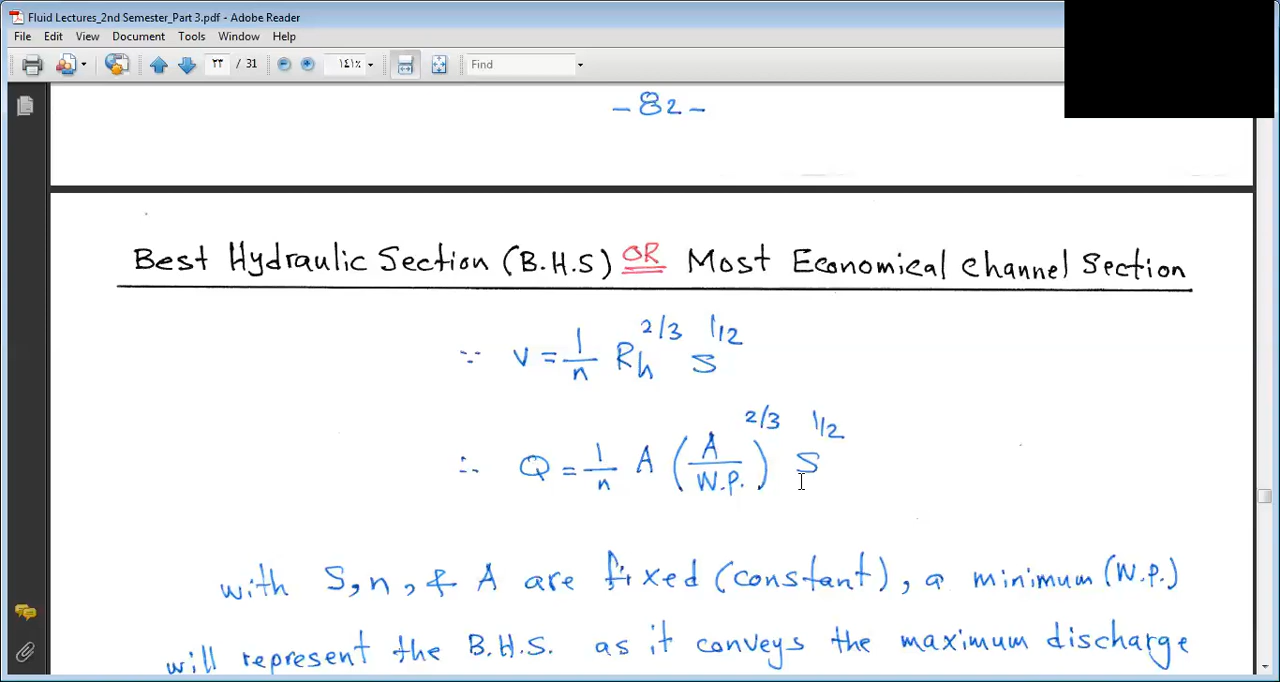 Fluid Lectures_2nd Semester_Part 3.pdf - Adobe Reader
File Edit View Document Tools Window Help
٢٣ / 31 ١٤١% Find
- 82 -
Best Hydraulic Section (B.H.S) OR Most Economical Channel Section
∵ V = 1/n Rh^2/3 S^1/2
∴ Q = 1/n A (A/W.P.)^2/3 S^1/2
with S, n, & A are fixed (constant), a minimum (W.P.)
will represent the B.H.S. as it conveys the maximum discharge